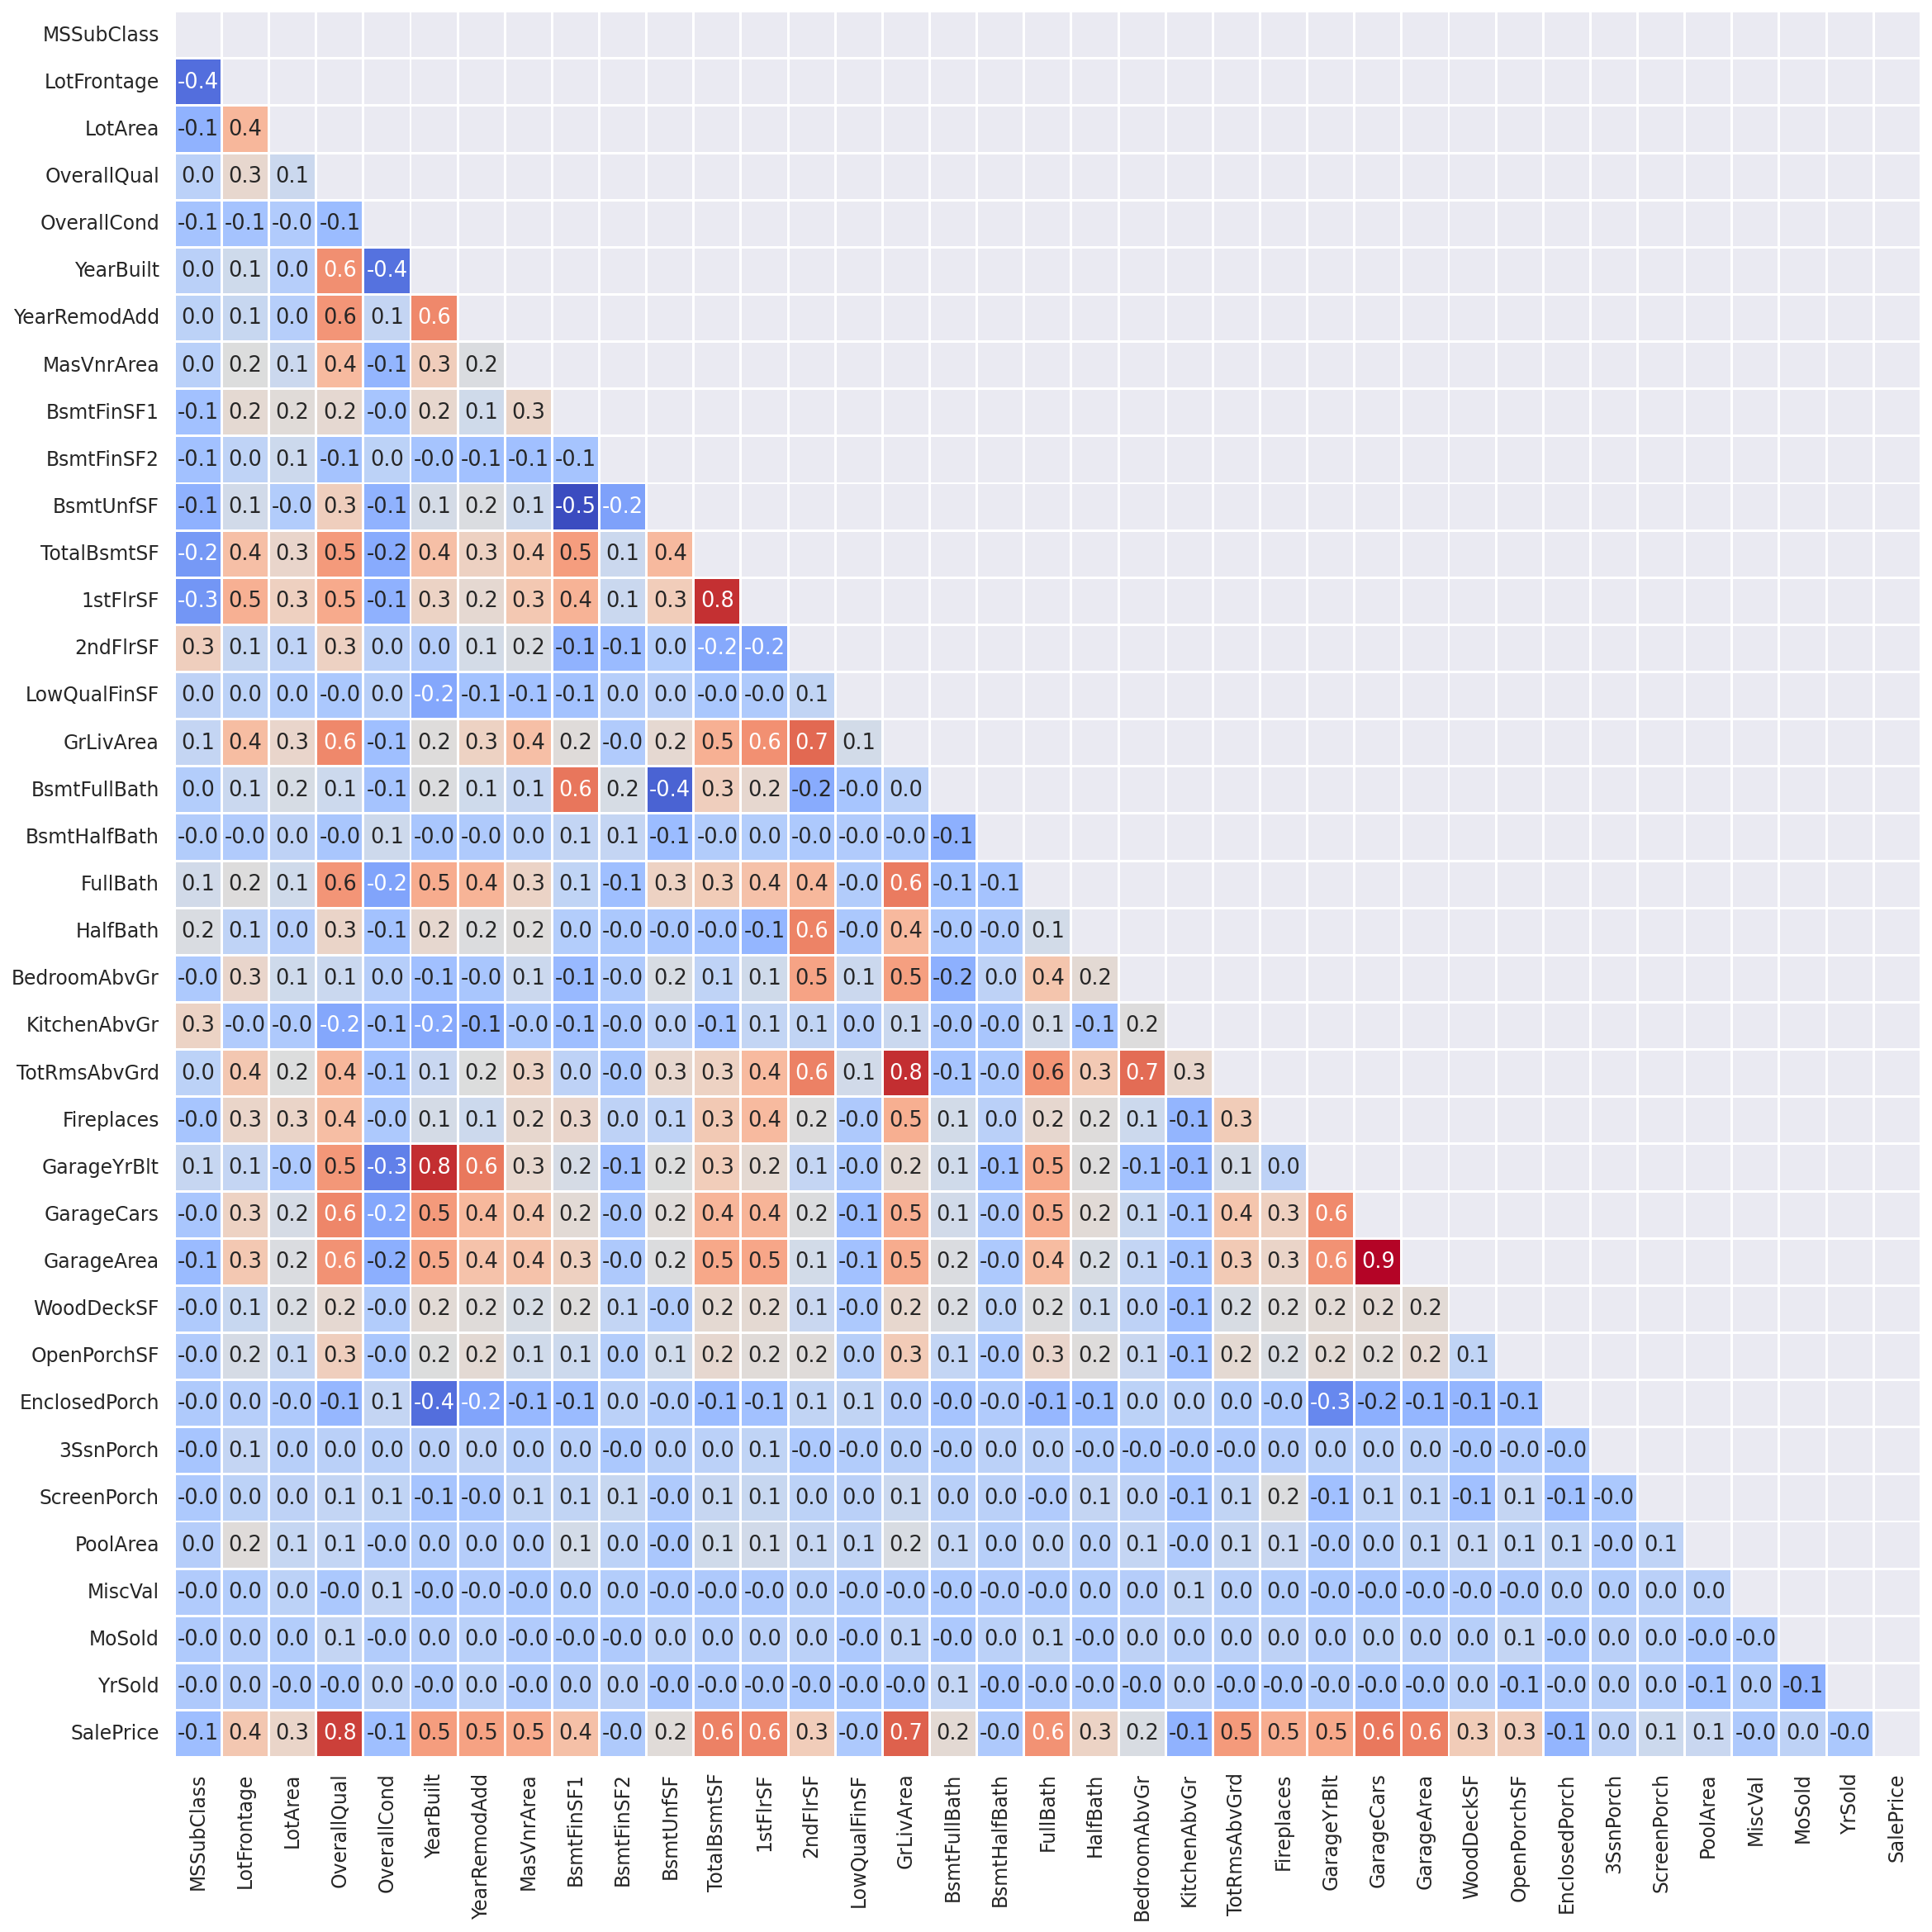 MSSubClass
LotFrontage -0.4
LotArea -0.1 0.4
OverallQual 0.0 0.3 0.1
OverallCond -0.1 -0.1 -0.0 -0.1
YearBuilt 0.0 0.1 0.0 0.6 -0.4
YearRemodAdd 0.0 0.1 0.0 0.6 0.1 0.6
MasVnrArea 0.0 0.2 0.1 0.4 -0.1 0.3 0.2
BsmtFinSF1 -0.1 0.2 0.2 0.2 -0.0 0.2 0.1 0.3
BsmtFinSF2 -0.1 0.0 0.1 -0.1 0.0 -0.0 -0.1 -0.1 -0.1
BsmtUnfSF -0.1 0.1 -0.0 0.3 -0.1 0.1 0.2 0.1 -0.5 -0.2
TotalBsmtSF -0.2 0.4 0.3 0.5 -0.2 0.4 0.3 0.4 0.5 0.1 0.4
1stFlrSF -0.3 0.5 0.3 0.5 -0.1 0.3 0.2 0.3 0.4 0.1 0.3 0.8
2ndFlrSF 0.3 0.1 0.1 0.3 0.0 0.0 0.1 0.2 -0.1 -0.1 0.0 -0.2 -0.2
LowQualFinSF 0.0 0.0 0.0 -0.0 0.0 -0.2 -0.1 -0.1 -0.1 0.0 0.0 -0.0 -0.0 0.1
GrLivArea 0.1 0.4 0.3 0.6 -0.1 0.2 0.3 0.4 0.2 -0.0 0.2 0.5 0.6 0.7 0.1
BsmtFullBath 0.0 0.1 0.2 0.1 -0.1 0.2 0.1 0.1 0.6 0.2 -0.4 0.3 0.2 -0.2 -0.0 0.0
BsmtHalfBath -0.0 -0.0 0.0 -0.0 0.1 -0.0 -0.0 0.0 0.1 0.1 -0.1 -0.0 0.0 -0.0 -0.0 -0.0 -0.1
FullBath 0.1 0.2 0.1 0.6 -0.2 0.5 0.4 0.3 0.1 -0.1 0.3 0.3 0.4 0.4 -0.0 0.6 -0.1 -0.1
HalfBath 0.2 0.1 0.0 0.3 -0.1 0.2 0.2 0.2 0.0 -0.0 -0.0 -0.0 -0.1 0.6 -0.0 0.4 -0.0 -0.0 0.1
BedroomAbvGr -0.0 0.3 0.1 0.1 0.0 -0.1 -0.0 0.1 -0.1 -0.0 0.2 0.1 0.1 0.5 0.1 0.5 -0.2 0.0 0.4 0.2
KitchenAbvGr 0.3 -0.0 -0.0 -0.2 -0.1 -0.2 -0.1 -0.0 -0.1 -0.0 0.0 -0.1 0.1 0.1 0.0 0.1 -0.0 -0.0 0.1 -0.1 0.2
TotRmsAbvGrd 0.0 0.4 0.2 0.4 -0.1 0.1 0.2 0.3 0.0 -0.0 0.3 0.3 0.4 0.6 0.1 0.8 -0.1 -0.0 0.6 0.3 0.7 0.3
Fireplaces -0.0 0.3 0.3 0.4 -0.0 0.1 0.1 0.2 0.3 0.0 0.1 0.3 0.4 0.2 -0.0 0.5 0.1 0.0 0.2 0.2 0.1 -0.1 0.3
GarageYrBlt 0.1 0.1 -0.0 0.5 -0.3 0.8 0.6 0.3 0.2 -0.1 0.2 0.3 0.2 0.1 -0.0 0.2 0.1 -0.1 0.5 0.2 -0.1 -0.1 0.1 0.0
GarageCars -0.0 0.3 0.2 0.6 -0.2 0.5 0.4 0.4 0.2 -0.0 0.2 0.4 0.4 0.2 -0.1 0.5 0.1 -0.0 0.5 0.2 0.1 -0.1 0.4 0.3 0.6
GarageArea -0.1 0.3 0.2 0.6 -0.2 0.5 0.4 0.4 0.3 -0.0 0.2 0.5 0.5 0.1 -0.1 0.5 0.2 -0.0 0.4 0.2 0.1 -0.1 0.3 0.3 0.6 0.9
WoodDeckSF -0.0 0.1 0.2 0.2 -0.0 0.2 0.2 0.2 0.2 0.1 -0.0 0.2 0.2 0.1 -0.0 0.2 0.2 0.0 0.2 0.1 0.0 -0.1 0.2 0.2 0.2 0.2 0.2
OpenPorchSF -0.0 0.2 0.1 0.3 -0.0 0.2 0.2 0.1 0.1 0.0 0.1 0.2 0.2 0.2 0.0 0.3 0.1 -0.0 0.3 0.2 0.1 -0.1 0.2 0.2 0.2 0.2 0.2 0.1
EnclosedPorch -0.0 0.0 -0.0 -0.1 0.1 -0.4 -0.2 -0.1 -0.1 0.0 -0.0 -0.1 -0.1 0.1 0.1 0.0 -0.0 -0.0 -0.1 -0.1 0.0 0.0 0.0 -0.0 -0.3 -0.2 -0.1 -0.1 -0.1
3SsnPorch -0.0 0.1 0.0 0.0 0.0 0.0 0.0 0.0 0.0 -0.0 0.0 0.0 0.1 -0.0 -0.0 0.0 -0.0 0.0 0.0 -0.0 -0.0 -0.0 -0.0 0.0 0.0 0.0 0.0 -0.0 -0.0 -0.0
ScreenPorch -0.0 0.0 0.0 0.1 0.1 -0.1 -0.0 0.1 0.1 0.1 -0.0 0.1 0.1 0.0 0.0 0.1 0.0 0.0 -0.0 0.1 0.0 -0.1 0.1 0.2 -0.1 0.1 0.1 -0.1 0.1 -0.1 -0.0
PoolArea 0.0 0.2 0.1 0.1 -0.0 0.0 0.0 0.0 0.1 0.0 -0.0 0.1 0.1 0.1 0.1 0.2 0.1 0.0 0.0 0.0 0.1 -0.0 0.1 0.1 -0.0 0.0 0.1 0.1 0.1 0.1 -0.0 0.1
MiscVal -0.0 0.0 0.0 -0.0 0.1 -0.0 -0.0 -0.0 0.0 0.0 -0.0 -0.0 -0.0 0.0 -0.0 -0.0 -0.0 -0.0 -0.0 0.0 0.0 0.1 0.0 0.0 -0.0 -0.0 -0.0 -0.0 -0.0 0.0 0.0 0.0 0.0
MoSold -0.0 0.0 0.0 0.1 -0.0 0.0 0.0 -0.0 -0.0 -0.0 0.0 0.0 0.0 0.0 -0.0 0.1 -0.0 0.0 0.1 -0.0 0.0 0.0 0.0 0.0 0.0 0.0 0.0 0.0 0.1 -0.0 0.0 0.0 -0.0 -0.0
YrSold -0.0 0.0 -0.0 -0.0 0.0 -0.0 0.0 -0.0 0.0 0.0 -0.0 -0.0 -0.0 -0.0 -0.0 -0.0 0.1 -0.0 -0.0 -0.0 -0.0 0.0 -0.0 -0.0 -0.0 -0.0 -0.0 0.0 -0.1 -0.0 0.0 0.0 -0.1 0.0 -0.1
SalePrice -0.1 0.4 0.3 0.8 -0.1 0.5 0.5 0.5 0.4 -0.0 0.2 0.6 0.6 0.3 -0.0 0.7 0.2 -0.0 0.6 0.3 0.2 -0.1 0.5 0.5 0.5 0.6 0.6 0.3 0.3 -0.1 0.0 0.1 0.1 -0.0 0.0 -0.0
MSSubClass
LotFrontage
LotArea
OverallQual
OverallCond
YearBuilt
YearRemodAdd
MasVnrArea
BsmtFinSF1
BsmtFinSF2
BsmtUnfSF
TotalBsmtSF
1stFlrSF
2ndFlrSF
LowQualFinSF
GrLivArea
BsmtFullBath
BsmtHalfBath
FullBath
HalfBath
BedroomAbvGr
KitchenAbvGr
TotRmsAbvGrd
Fireplaces
GarageYrBlt
GarageCars
GarageArea
WoodDeckSF
OpenPorchSF
EnclosedPorch
3SsnPorch
ScreenPorch
PoolArea
MiscVal
MoSold
YrSold
SalePrice